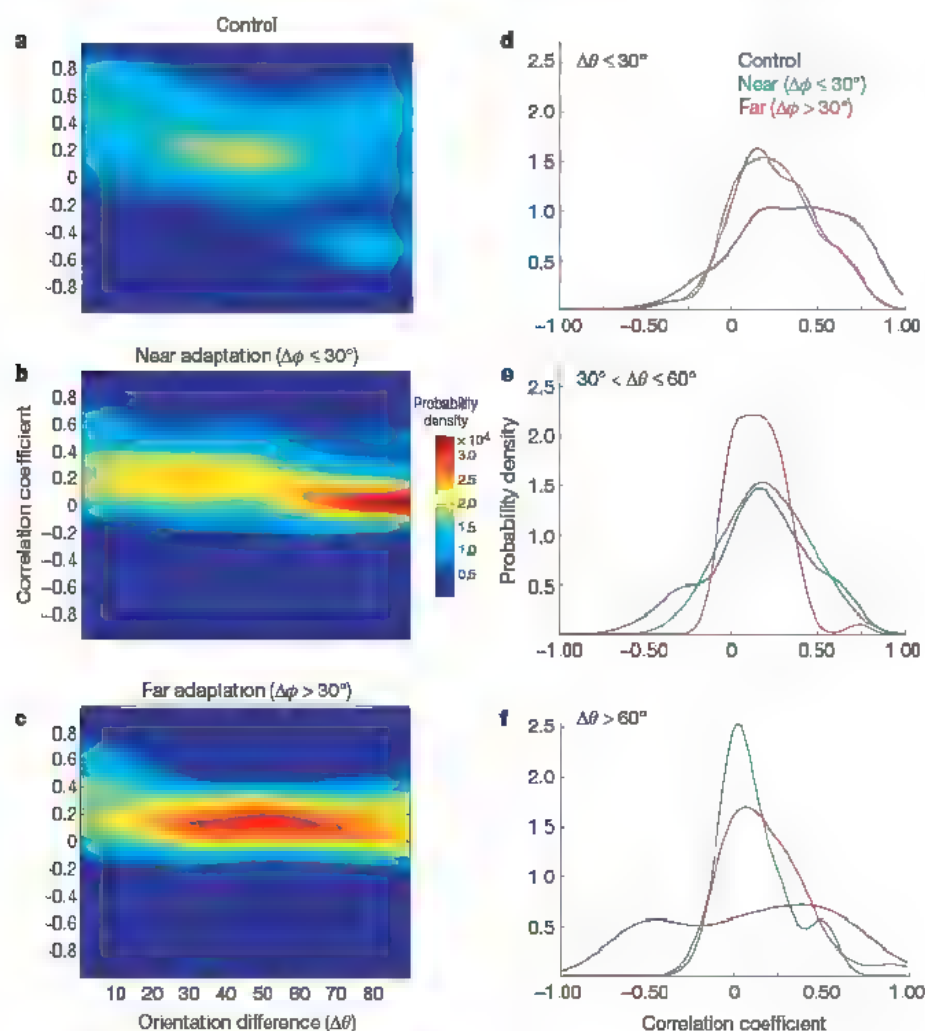 a
Control
0.8
0.6
0.4
0.2
0
-0.2
-0.4
-0.6
-0.8
b
Near adaptation (Δϕ ≤ 30°)
0.8
0.6
0.4
0.2
0
-0.2
-0.4
-0.6
-0.8
Correlation coefficient
Probability
density
× 10⁴
3.0
2.5
2.0
1.5
1.0
0.5
c
Far adaptation (Δϕ > 30°)
0.8
0.6
0.4
0.2
0
-0.2
-0.4
-0.6
-0.8
10 20 30 40 50 60 70 80
Orientation difference (Δθ)
d
Δθ ≤ 30°
Control
Near (Δϕ ≤ 30°)
Far (Δϕ > 30°)
2.5
2.0
1.5
1.0
0.5
-1.00 -0.50 0 0.50 1.00
e
30° < Δθ ≤ 60°
2.5
2.0
1.5
1.0
0.5
-1.00 -0.50 0 0.50 1.00
Probability density
f
Δθ > 60°
2.5
2.0
1.5
1.0
0.5
-1.00 -0.50 0 0.50 1.00
Correlation coefficient